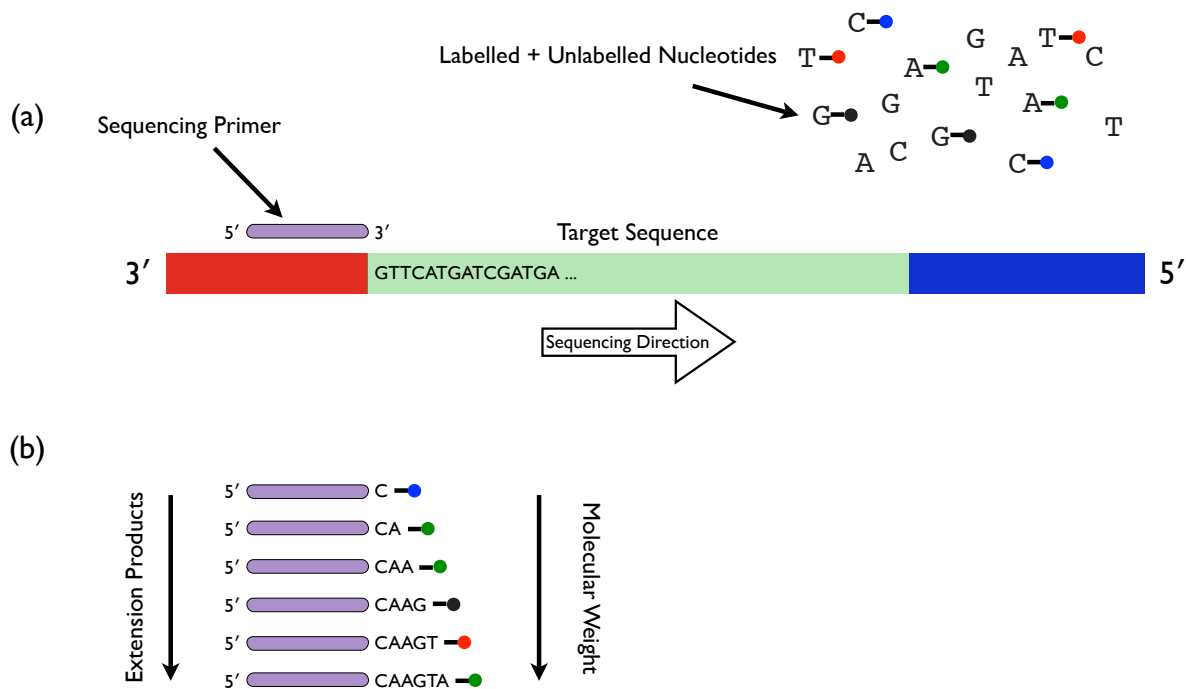 (a)
Labelled + Unlabelled Nucleotides
Sequencing Primer
T
C
A
G
A
T
C
G
G
T
A
T
A
C
G
C
5′ 3′
Target Sequence
3′ GTTCATGATCGATGA ... 5′
Sequencing Direction
(b)
Extension Products
5′ C
5′ CA
5′ CAA
5′ CAAG
5′ CAAGT
5′ CAAGTA
Molecular Weight